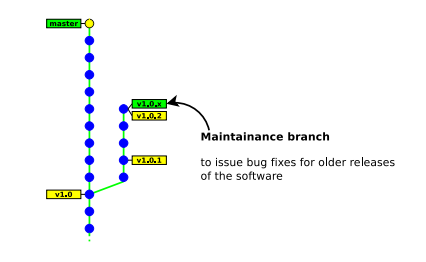 master
v1.0.x
v1.0.2
Maintainance branch
v1.0.1
to issue bug fixes for older releases
of the software
v1.0